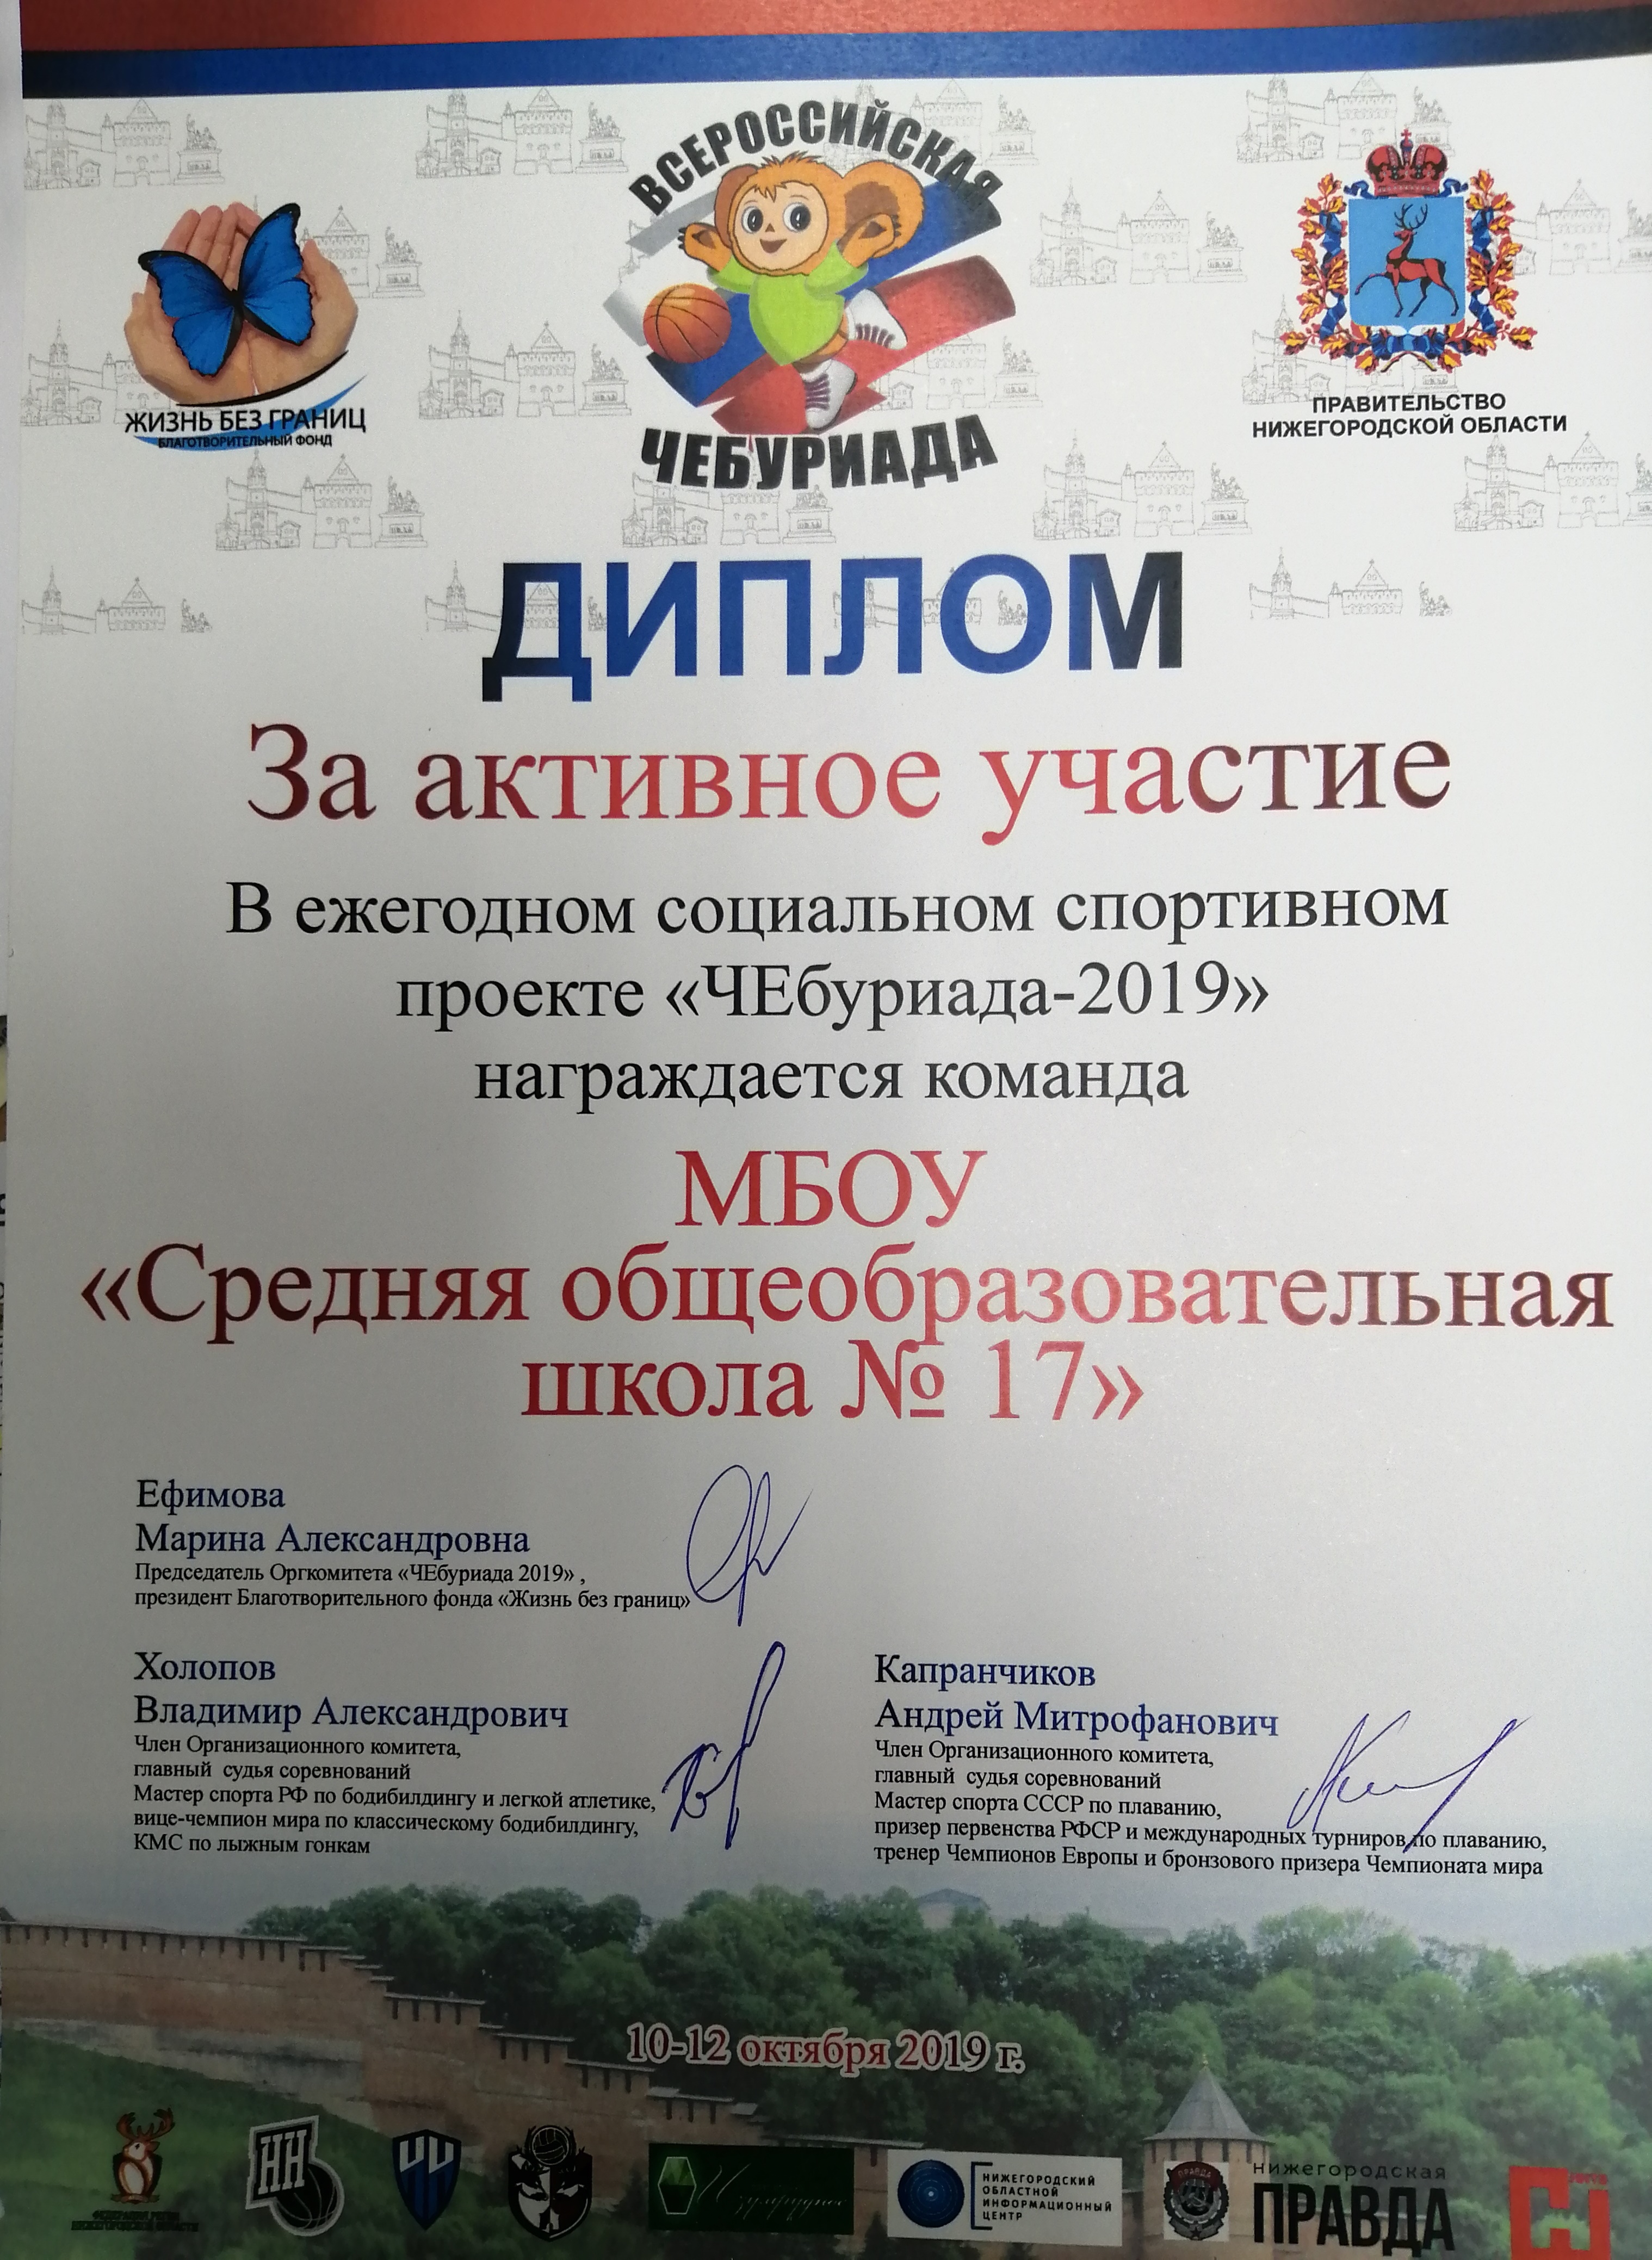 ВСЕРОССИЙСКАЯ
ЧЕБУРИАДА
ЖИЗНЬ БЕЗ ГРАНИЦ
БЛАГОТВОРИТЕЛЬНЫЙ ФОНД
ПРАВИТЕЛЬСТВО
НИЖЕГОРОДСКОЙ ОБЛАСТИ
ДИПЛОМ
За активное участие
В ежегодном социальном спортивном
проекте «ЧЕбуриада-2019»
награждается команда
МБОУ
«Средняя общеобразовательная
школа № 17»
Ефимова
Марина Александровна
Председатель Оргкомитета «ЧЕбуриада 2019» ,
президент Благотворительного фонда «Жизнь без границ»
Холопов
Владимир Александрович
Член Организационного комитета,
главный судья соревнований
Мастер спорта РФ по бодибилдингу и легкой атлетике,
вице-чемпион мира по классическому бодибилдингу,
КМС по лыжным гонкам
Капранчиков
Андрей Митрофанович
Член Организационного комитета,
главный судья соревнований
Мастер спорта СССР по плаванию,
призер первенства РФСР и международных турниров по плаванию,
тренер Чемпионов Европы и бронзового призера Чемпионата мира
10-12 октября 2019 г.
НН
НИЖЕГОРОДСКИЙ
ОБЛАСТНОЙ
ИНФОРМАЦИОННЫЙ
ЦЕНТР
ПРАВДА
нижегородская
ПРАВДА